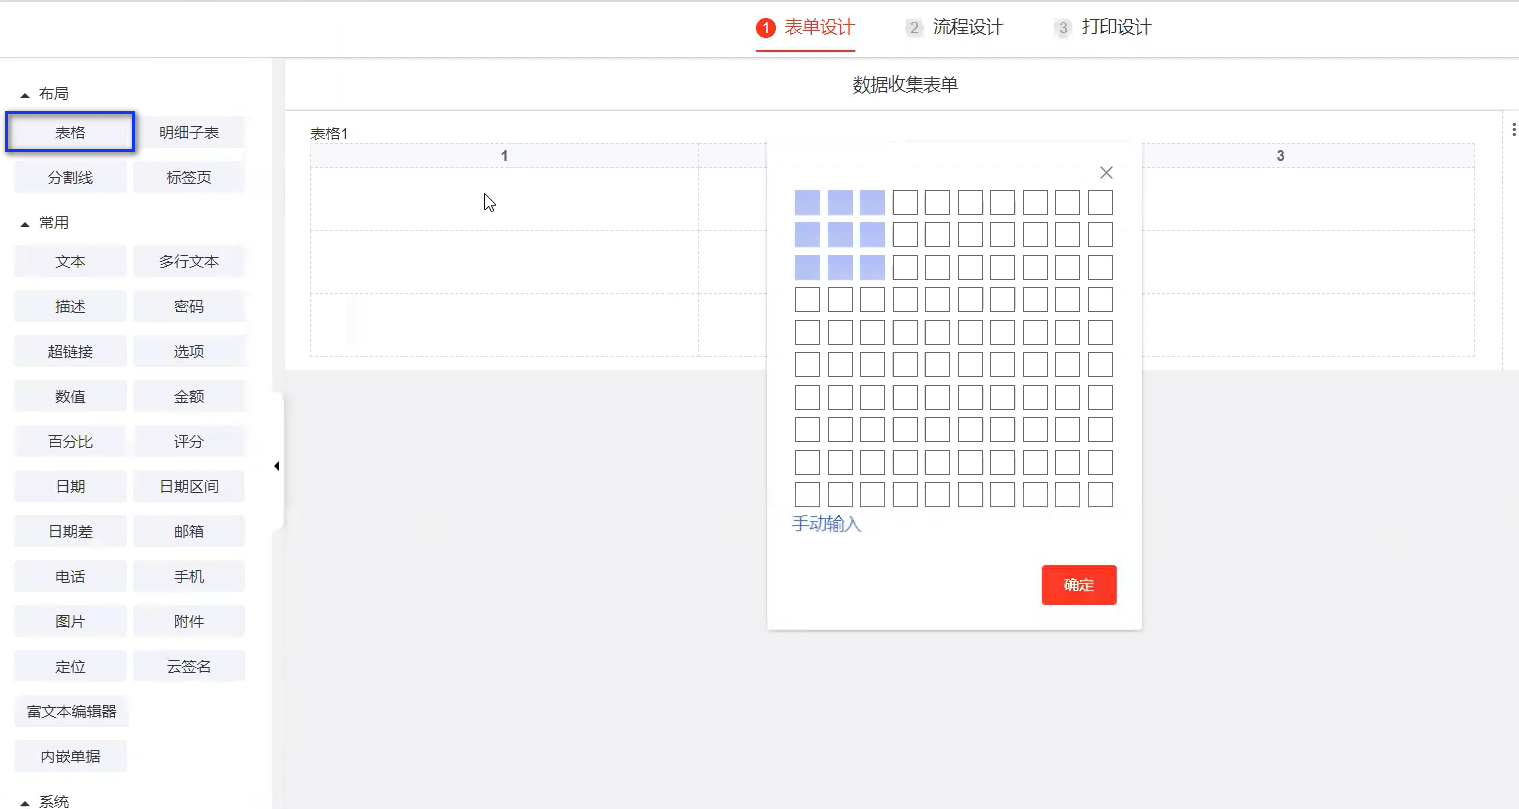 1 表单设计 2 流程设计 3 打印设计
布局
表格 明细子表
分割线 标签页
常用
文本 多行文本
描述 密码
超链接 选项
数值 金额
百分比 评分
日期 日期区间
日期差 邮箱
电话 手机
图片 附件
定位 云签名
富文本编辑器
内嵌单据
系统
数据收集表单
表格1
1 3
手动输入
确定